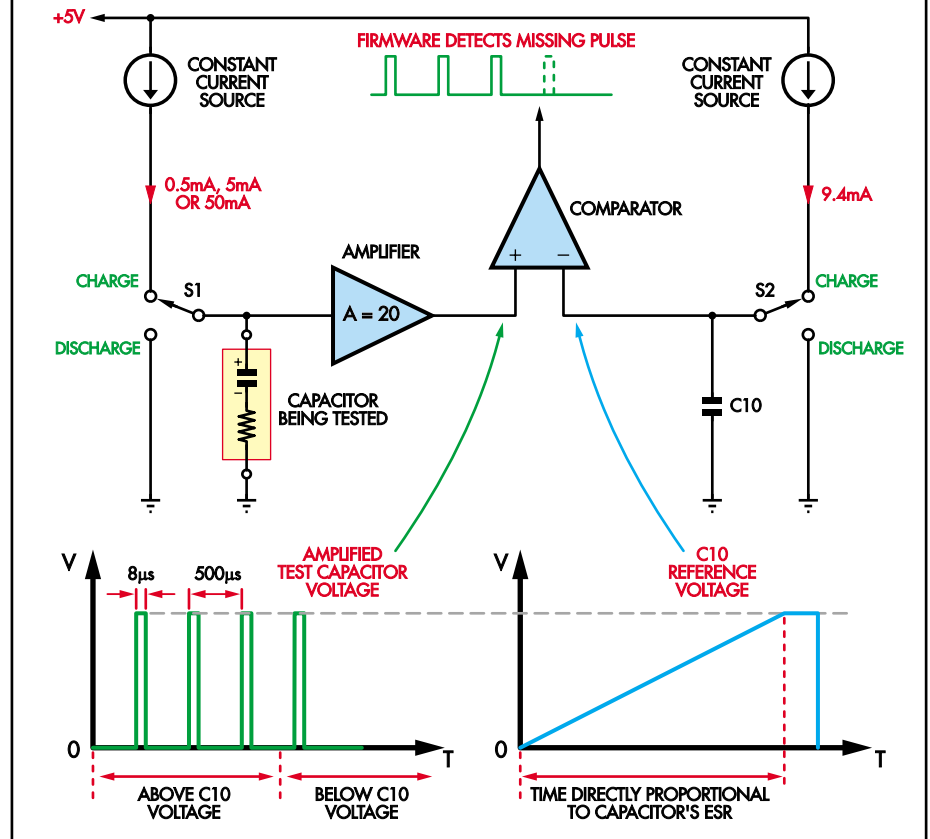 +5V
FIRMWARE DETECTS MISSING PULSE
CONSTANT
CURRENT
SOURCE
CONSTANT
CURRENT
SOURCE
0.5mA, 5mA
OR 50mA
9.4mA
COMPARATOR
+ −
AMPLIFIER
A = 20
CHARGE
S1
DISCHARGE
S2
CHARGE
DISCHARGE
+
−
CAPACITOR
BEING TESTED
C10
AMPLIFIED
TEST CAPACITOR
VOLTAGE
C10
REFERENCE
VOLTAGE
V
8µs
500µs
0
T
ABOVE C10
VOLTAGE
BELOW C10
VOLTAGE
V
0
T
TIME DIRECTLY PROPORTIONAL
TO CAPACITOR'S ESR